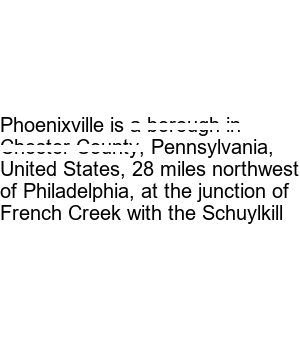 Phoenixville is a borough in
Chester County, Pennsylvania,
United States, 28 miles northwest
of Philadelphia, at the junction of
French Creek with the Schuylkill